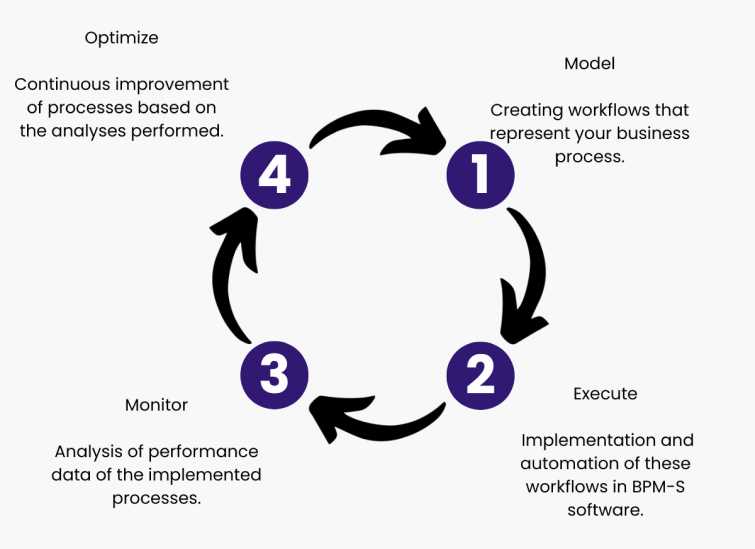 Optimize
Continuous improvement
of processes based on
the analyses performed.
4
Model
Creating workflows that
represent your business
process.
1
2
Execute
Implementation and
automation of these
workflows in BPM-S
software.
3
Monitor
Analysis of performance
data of the implemented
processes.